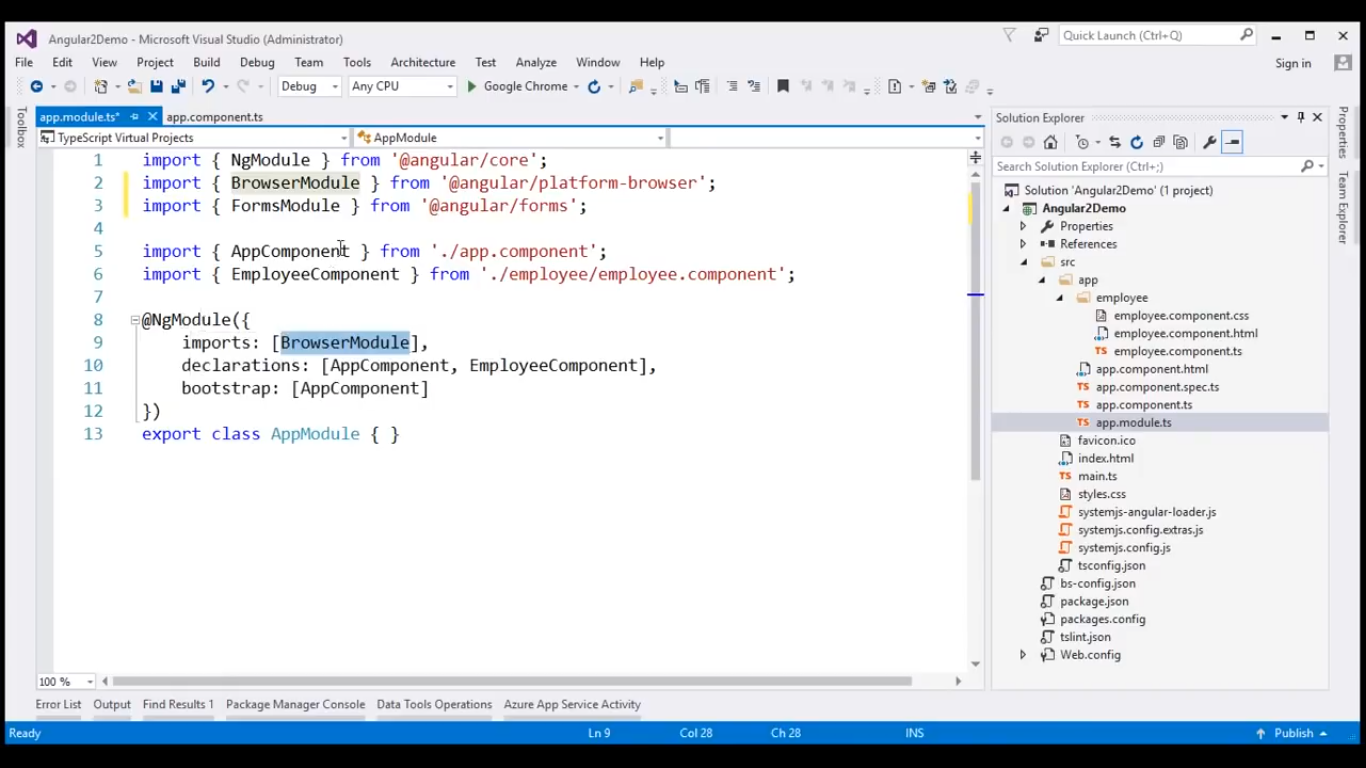 Angular2Demo - Microsoft Visual Studio (Administrator)
Quick Launch (Ctrl+Q)
File Edit View Project Build Debug Team Tools Architecture Test Analyze Window Help
Sign in
Debug Any CPU Google Chrome
app.module.ts* app.component.ts
TypeScript Virtual Projects AppModule
Toolbox
1 import { NgModule } from '@angular/core';
2 import { BrowserModule } from '@angular/platform-browser';
3 import { FormsModule } from '@angular/forms';
4
5 import { AppComponent } from './app.component';
6 import { EmployeeComponent } from './employee/employee.component';
7
8 @NgModule({
9 imports: [BrowserModule],
10 declarations: [AppComponent, EmployeeComponent],
11 bootstrap: [AppComponent]
12 })
13 export class AppModule { }
100 %
Solution Explorer
Search Solution Explorer (Ctrl+;)
Solution 'Angular2Demo' (1 project)
Angular2Demo
Properties
References
src
app
employee
employee.component.css
employee.component.html
TS employee.component.ts
app.component.html
TS app.component.spec.ts
TS app.component.ts
TS app.module.ts
favicon.ico
index.html
TS main.ts
styles.css
systemjs-angular-loader.js
systemjs.config.extras.js
systemjs.config.js
tsconfig.json
bs-config.json
package.json
packages.config
tslint.json
Web.config
Properties
Team Explorer
Error List Output Find Results 1 Package Manager Console Data Tools Operations Azure App Service Activity
Ready Ln 9 Col 28 Ch 28 INS Publish